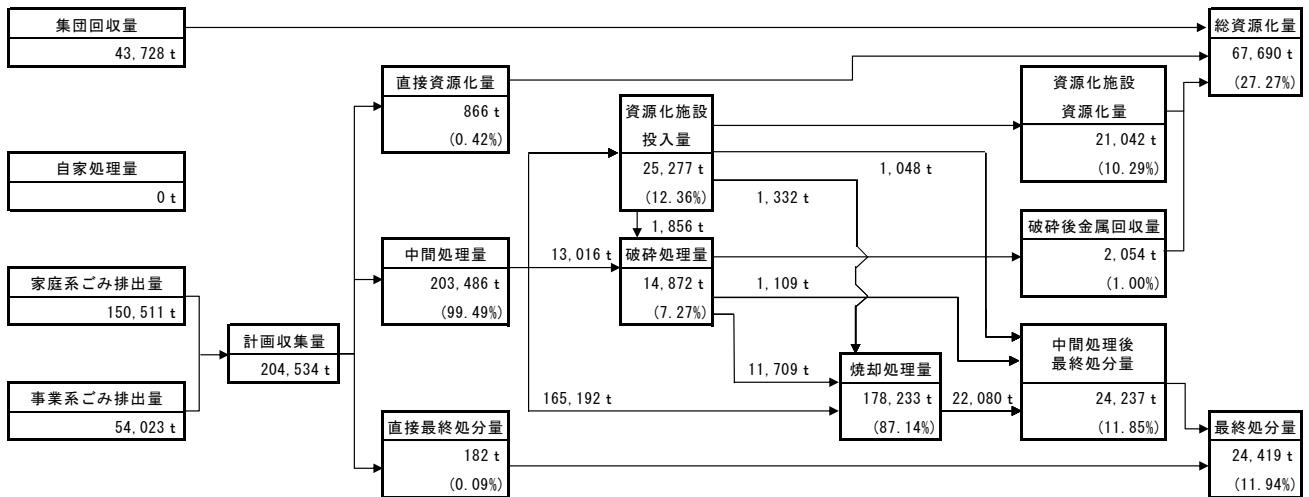 集団回収量
43,728 t
総資源化量
67,690 t
(27.27%)
直接資源化量
866 t
(0.42%)
資源化施設
投入量
25,277 t
(12.36%)
資源化施設
資源化量
21,042 t
(10.29%)
自家処理量
0 t
1,048 t
1,332 t
1,856 t
中間処理量
203,486 t
(99.49%)
13,016 t
破砕処理量
14,872 t
(7.27%)
破砕後金属回収量
2,054 t
(1.00%)
1,109 t
家庭系ごみ排出量
150,511 t
計画収集量
204,534 t
事業系ごみ排出量
54,023 t
11,709 t
165,192 t
焼却処理量
178,233 t
(87.14%)
22,080 t
中間処理後
最終処分量
24,237 t
(11.85%)
直接最終処分量
182 t
(0.09%)
最終処分量
24,419 t
(11.94%)